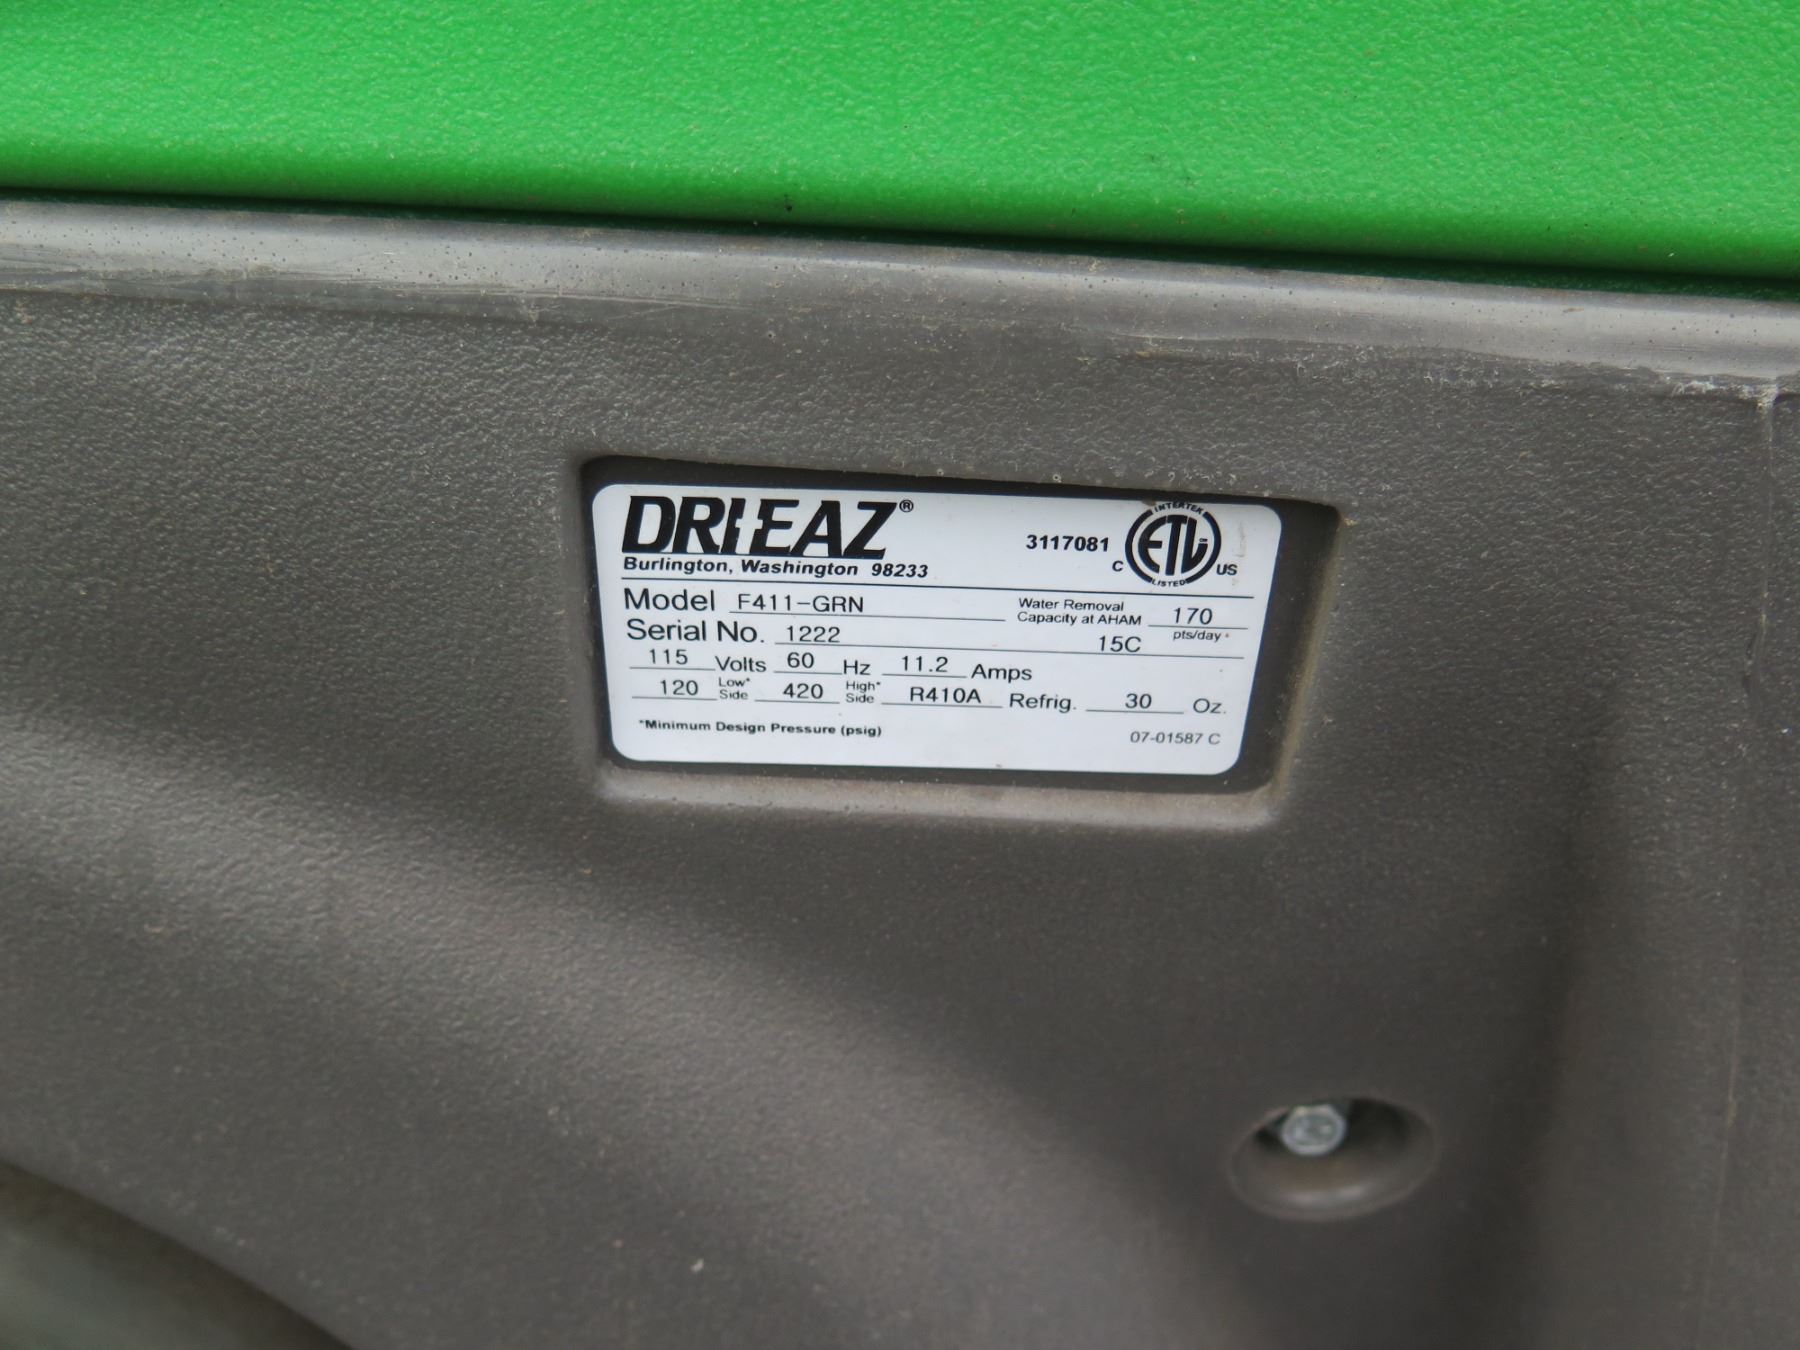 DRIEAZ®
Burlington, Washington 98233
3117081
INTERTEK
C ETL US
LISTED
Model F411-GRN
Water Removal
Capacity at AHAM 170
pts/day
Serial No. 1222 15C
115 Volts 60 Hz 11.2 Amps
120 Low* Side 420 High* Side R410A Refrig. 30 Oz.
*Minimum Design Pressure (psig)
07-01587 C